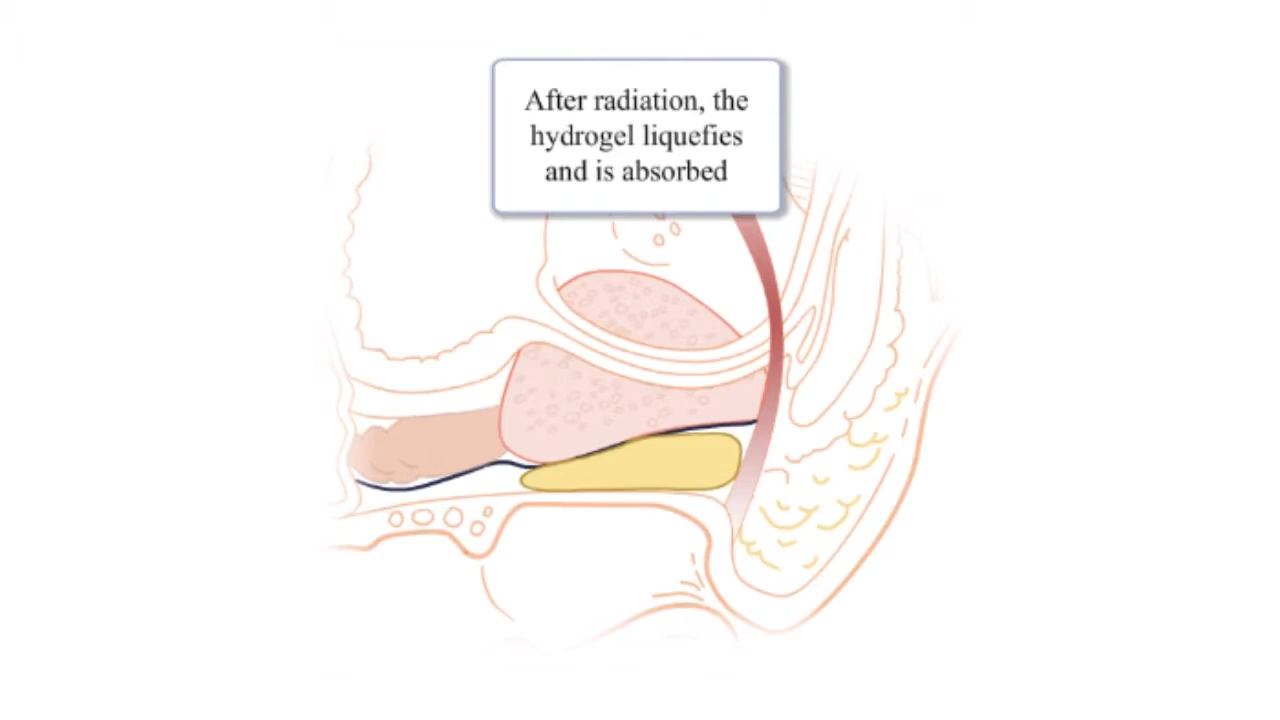 After radiation, the
hydrogel liquefies
and is absorbed